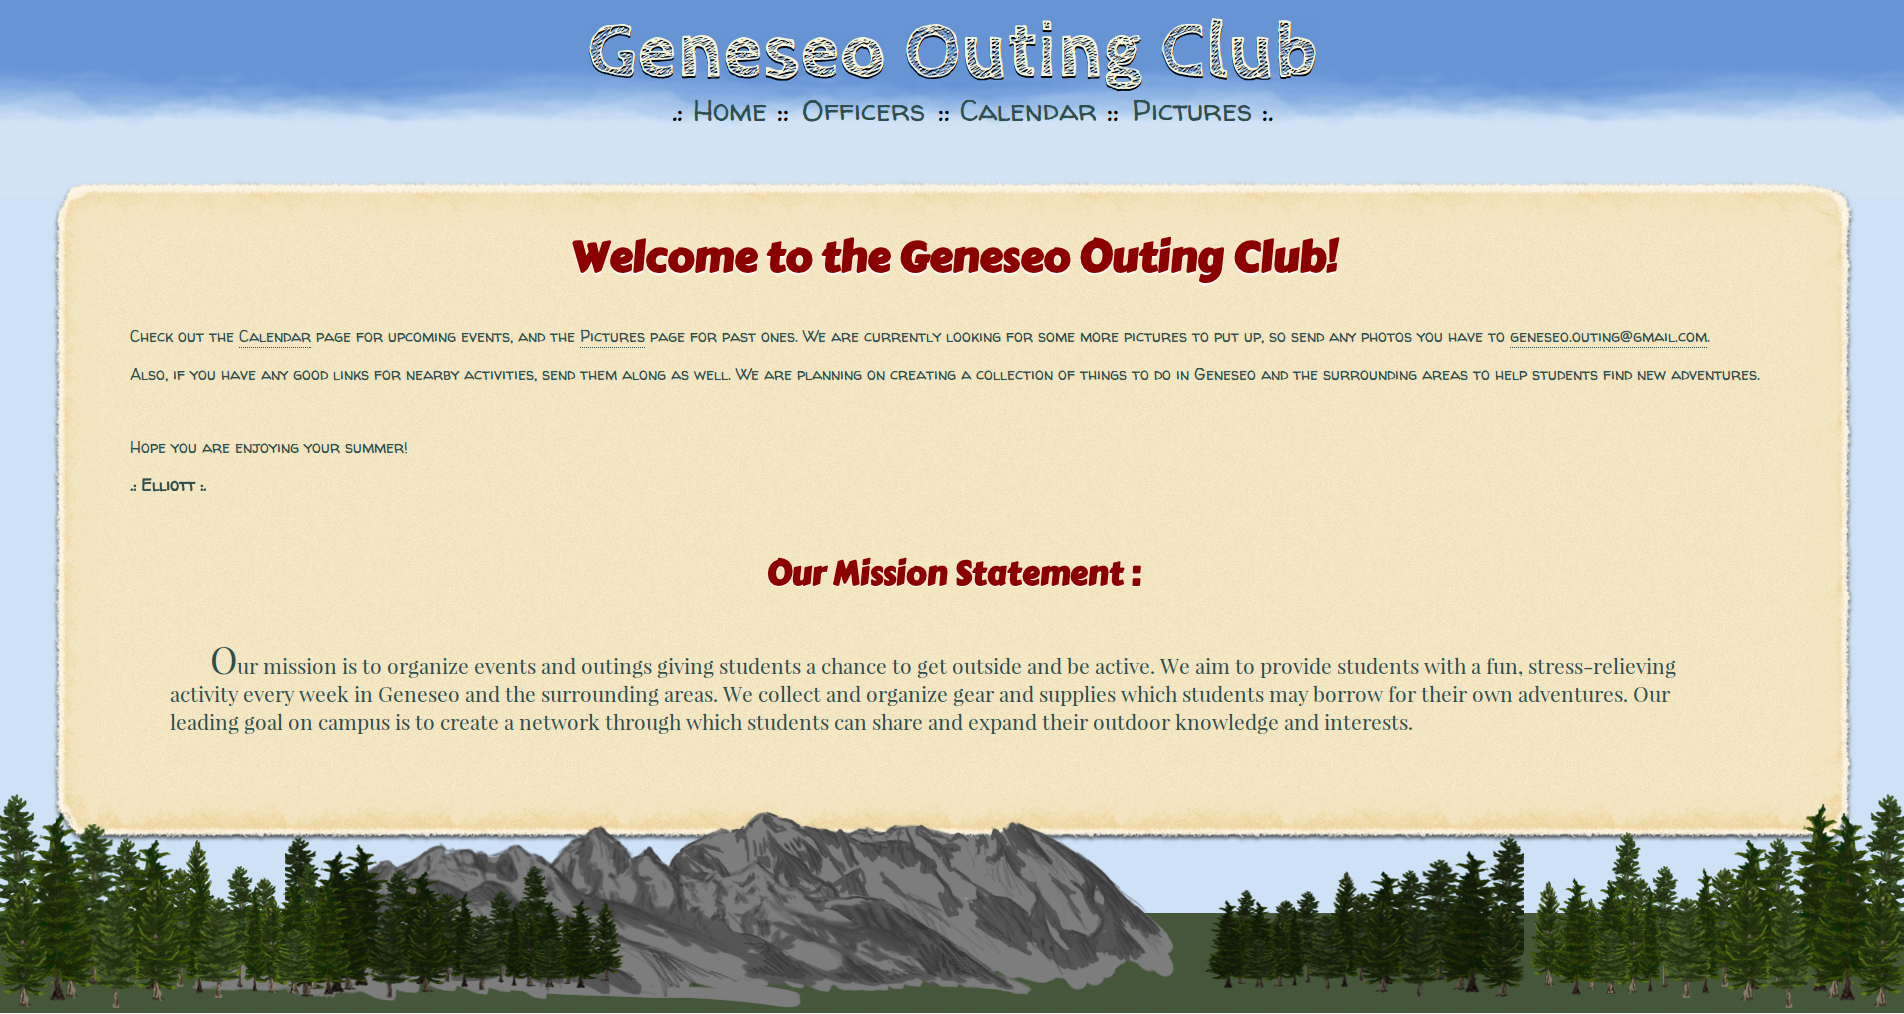 Geneseo Outing Club
.: Home :: Officers :: Calendar :: Pictures :.
Welcome to the Geneseo Outing Club!
Check out the Calendar page for upcoming events, and the Pictures page for past ones. We are currently looking for some more pictures to put up, so send any photos you have to geneseo.outing@gmail.com.
Also, if you have any good links for nearby activities, send them along as well. We are planning on creating a collection of things to do in Geneseo and the surrounding areas to help students find new adventures.
Hope you are enjoying your summer!
.: Elliott :.
Our Mission Statement :
Our mission is to organize events and outings giving students a chance to get outside and be active. We aim to provide students with a fun, stress-relieving
activity every week in Geneseo and the surrounding areas. We collect and organize gear and supplies which students may borrow for their own adventures. Our
leading goal on campus is to create a network through which students can share and expand their outdoor knowledge and interests.